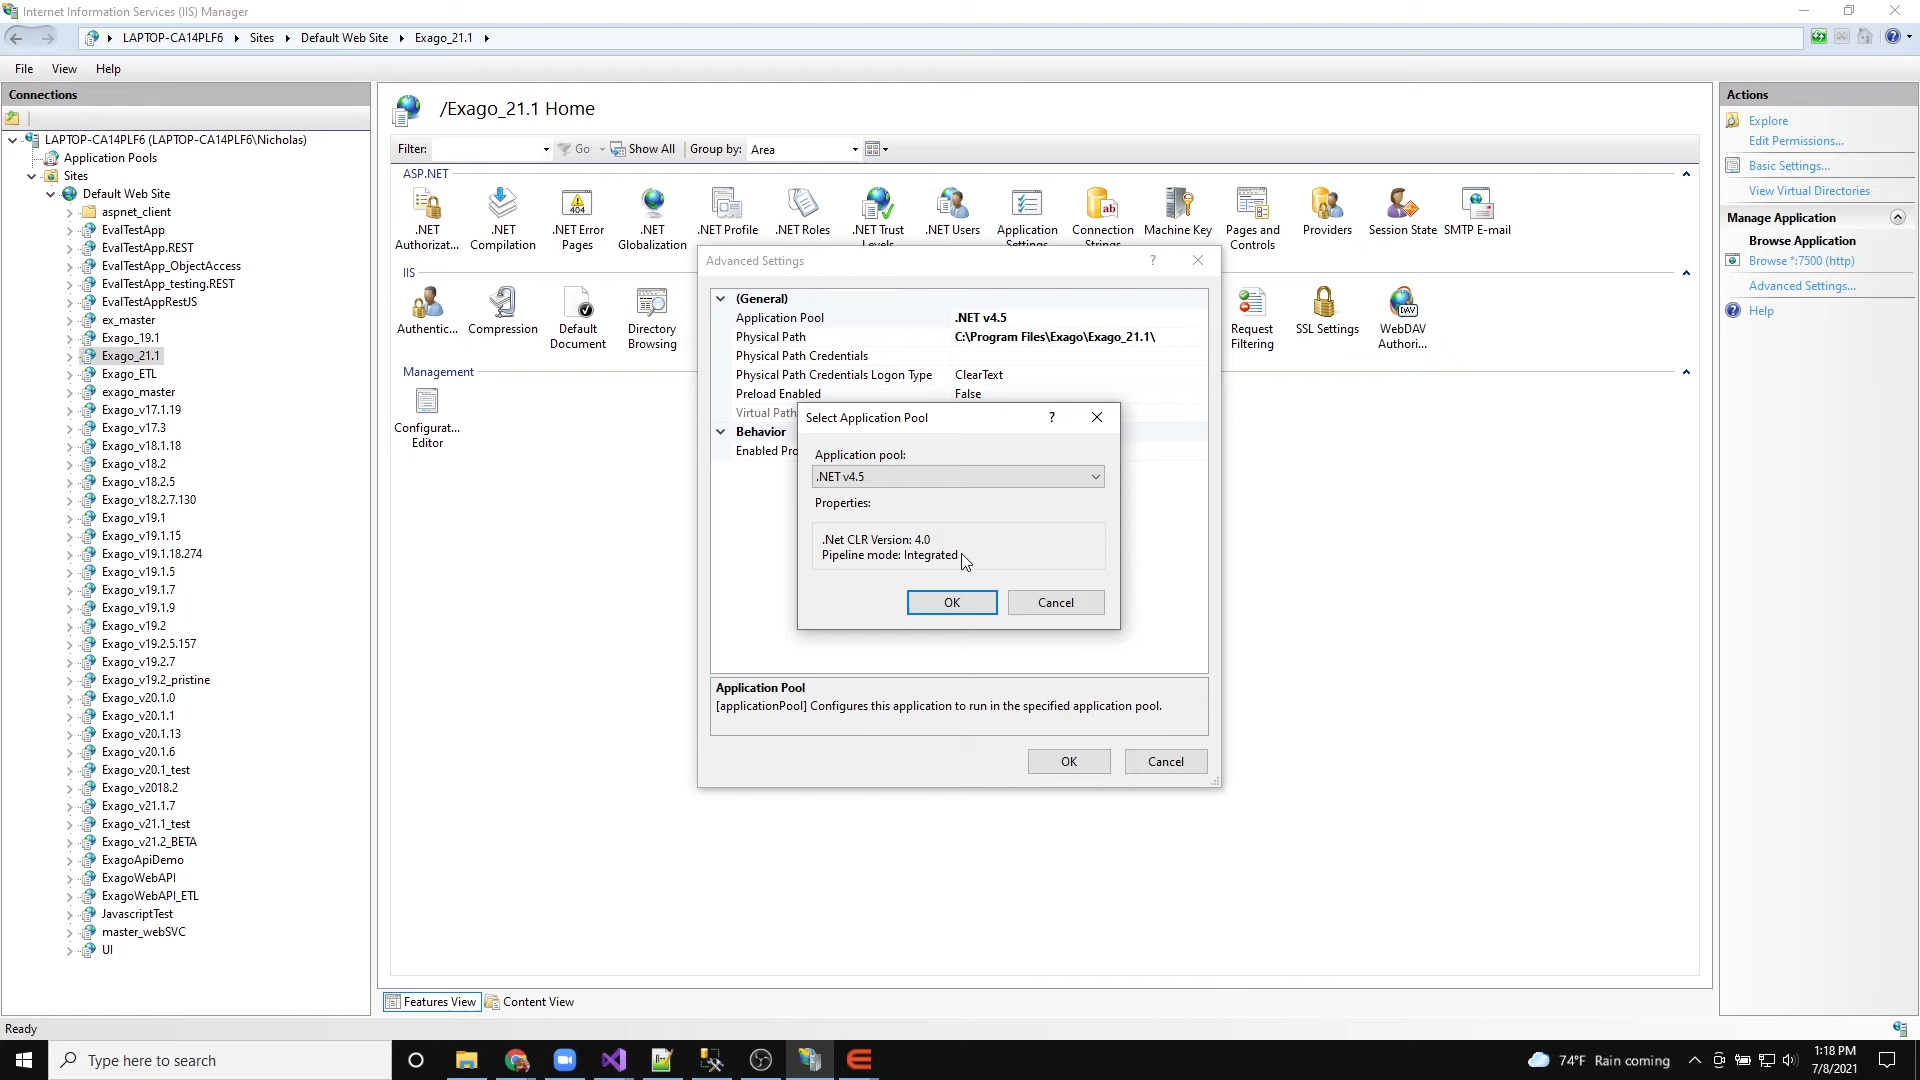 Internet Information Services (IIS) Manager
LAPTOP-CA14PLF6 Sites Default Web Site Exago_21.1
File View Help
Connections
LAPTOP-CA14PLF6 (LAPTOP-CA14PLF6\Nicholas)
Application Pools
Sites
Default Web Site
aspnet_client
EvalTestApp
EvalTestApp.REST
EvalTestApp_ObjectAccess
EvalTestApp_testing.REST
EvalTestAppRestJS
ex_master
Exago_19.1
Exago_21.1
Exago_ETL
exago_master
Exago_v17.1.19
Exago_v17.3
Exago_v18.1.18
Exago_v18.2
Exago_v18.2.5
Exago_v18.2.7.130
Exago_v19.1
Exago_v19.1.15
Exago_v19.1.18.274
Exago_v19.1.5
Exago_v19.1.7
Exago_v19.1.9
Exago_v19.2
Exago_v19.2.5.157
Exago_v19.2.7
Exago_v19.2_pristine
Exago_v20.1.0
Exago_v20.1.1
Exago_v20.1.13
Exago_v20.1.6
Exago_v20.1_test
Exago_v2018.2
Exago_v21.1.7
Exago_v21.1_test
Exago_v21.2_BETA
ExagoApiDemo
ExagoWebAPI
ExagoWebAPI_ETL
JavascriptTest
master_webSVC
UI
/Exago_21.1 Home
Filter: Go Show All Group by: Area
ASP.NET
.NET Authorizat...
.NET Compilation
404
.NET Error Pages
.NET Globalization
.NET Profile
.NET Roles
.NET Trust Levels
.NET Users
Application Settings
ab
Connection Strings
Machine Key
Pages and Controls
Providers
Session State
SMTP E-mail
IIS
Authentic...
Compression
Default Document
Directory Browsing
Request Filtering
SSL Settings
DAV
WebDAV Authori...
Management
Configurat... Editor
Advanced Settings ?
(General)
Application Pool .NET v4.5
Physical Path C:\Program Files\Exago\Exago_21.1\
Physical Path Credentials
Physical Path Credentials Logon Type ClearText
Preload Enabled False
Virtual Path
Behavior
Enabled Pro
Select Application Pool ?
Application pool:
.NET v4.5
Properties:
.Net CLR Version: 4.0
Pipeline mode: Integrated
OK Cancel
Application Pool
[applicationPool] Configures this application to run in the specified application pool.
OK Cancel
Actions
Explore
Edit Permissions...
Basic Settings...
View Virtual Directories
Manage Application
Browse Application
Browse *:7500 (http)
Advanced Settings...
Help
Features View Content View
Ready
Type here to search
74°F Rain coming
1:18 PM
7/8/2021